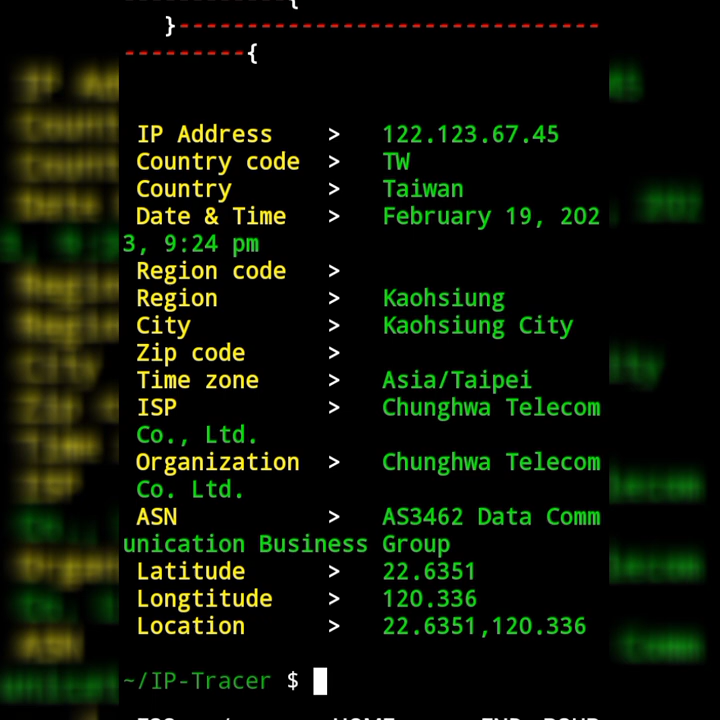 }-------------------------------
---------{
IP Address > 122.123.67.45
Country code > TW
Country > Taiwan
Date & Time > February 19, 202
3, 9:24 pm
Region code >
Region > Kaohsiung
City > Kaohsiung City
Zip code >
Time zone > Asia/Taipei
ISP > Chunghwa Telecom
Co., Ltd.
Organization > Chunghwa Telecom
Co. Ltd.
ASN > AS3462 Data Comm
unication Business Group
Latitude > 22.6351
Longtitude > 120.336
Location > 22.6351,120.336
~/IP-Tracer $